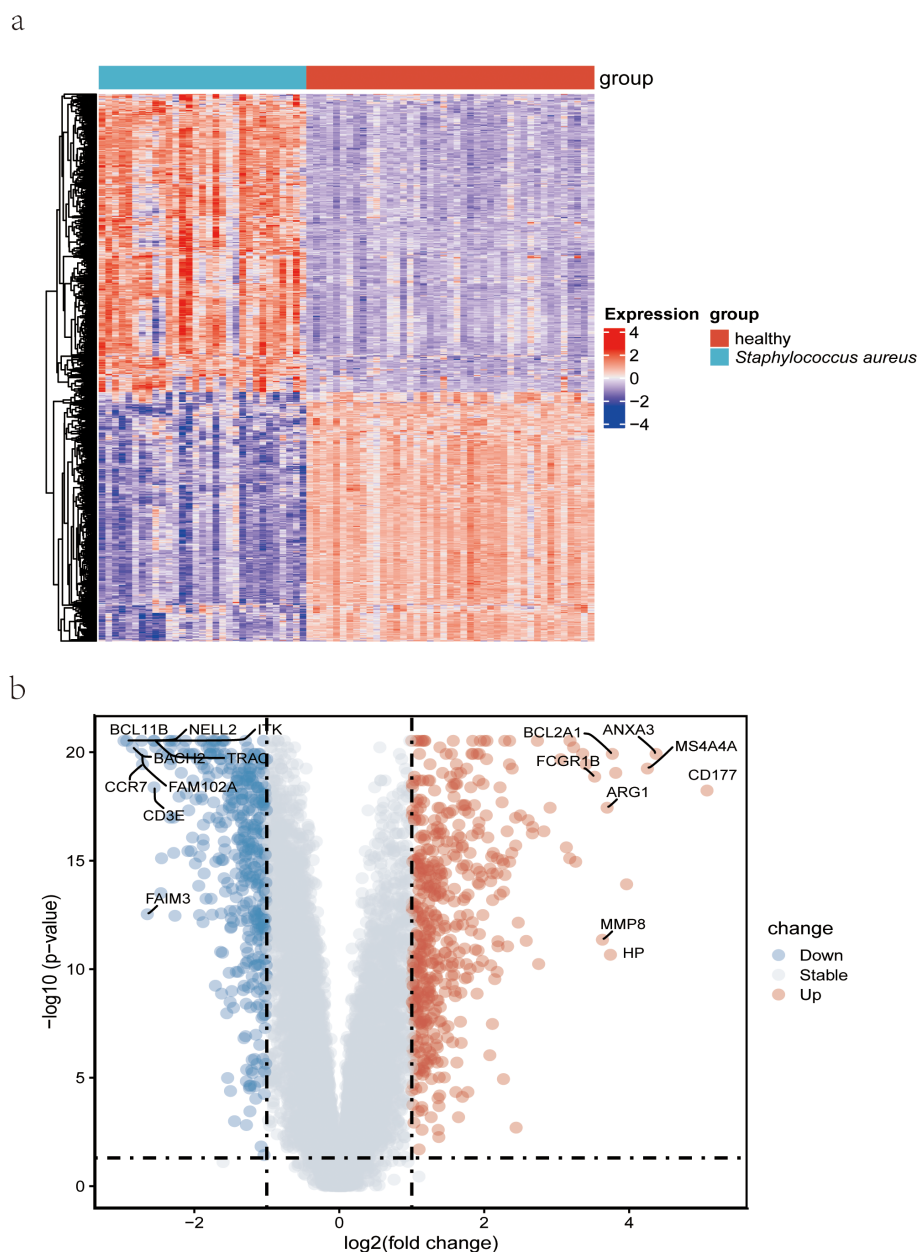 a
group
Expression group
4
2
0
−2
−4
healthy
Staphylococcus aureus
b
BCL11B NELL2 ITK
BACH2 TRAC
CCR7 FAM102A
CD3E
FAIM3
BCL2A1 ANXA3
MS4A4A
FCGR1B
CD177
ARG1
MMP8
HP
20
15
10
5
0
−log10 (p-value)
−2 0 2 4
log2(fold change)
change
Down
Stable
Up